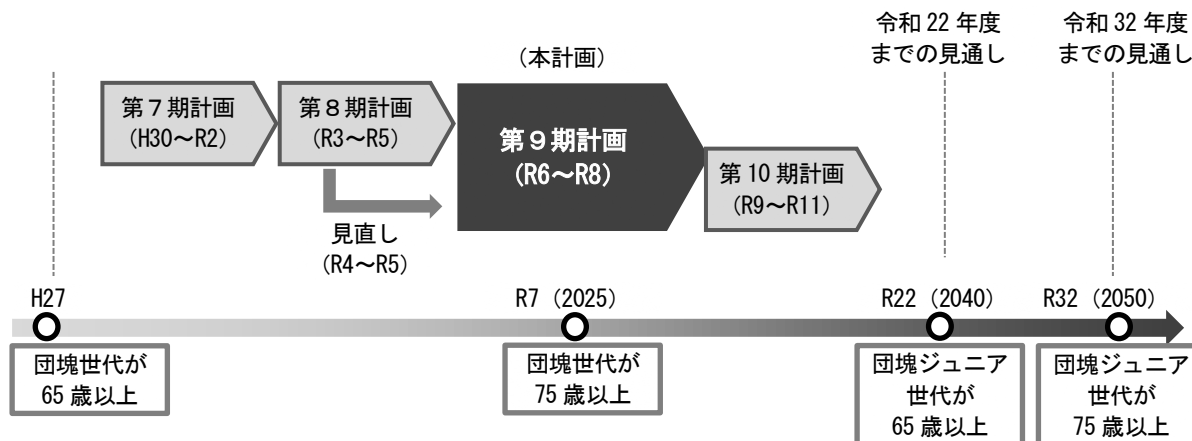 令和 22 年度
までの見通し
令和 32 年度
までの見通し
（本計画）
第７期計画
（H30～R2）
第８期計画
（R3～R5）
第９期計画
（R6～R8）
第 10 期計画
（R9～R11）
見直し
（R4～R5）
H27
R7（2025）
R22（2040）
R32（2050）
団塊世代が
65 歳以上
団塊世代が
75 歳以上
団塊ジュニア
世代が
65 歳以上
団塊ジュニア
世代が
75 歳以上